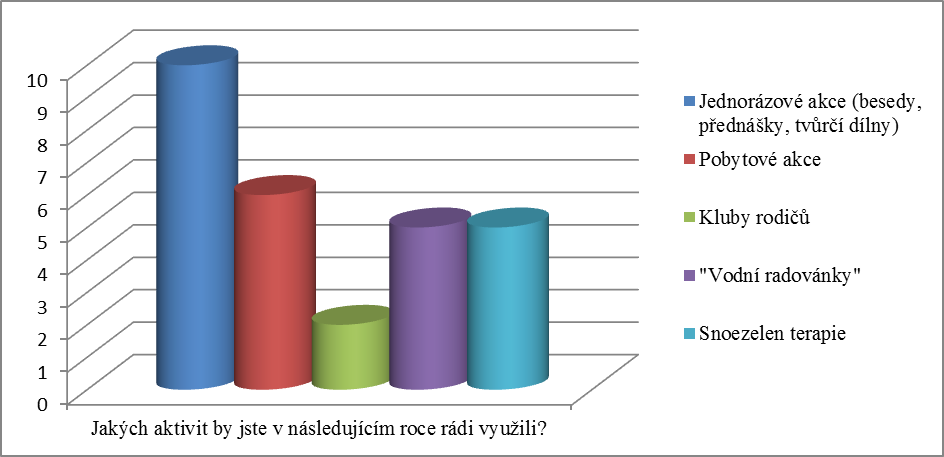 10
9
8
7
6
5
4
3
2
1
0
Jakých aktivit by jste v následujícím roce rádi využili?
Jednorázové akce (besedy,
přednášky, tvůrčí dílny)
Pobytové akce
Kluby rodičů
"Vodní radovánky"
Snoezelen terapie